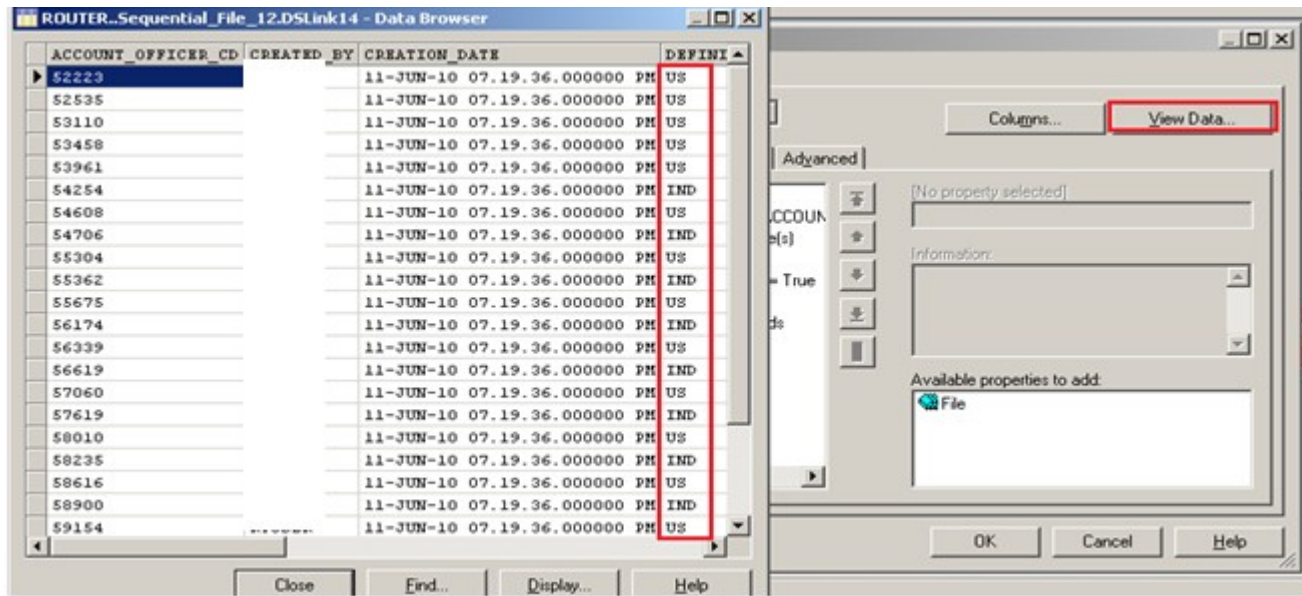 ROUTER..Sequential_File_12.DSLink14 - Data Browser
ACCOUNT_OFFICER_CD CREATED_BY CREATION_DATE DEFINI
52223 11-JUN-10 07.19.36.000000 PM US
52535 11-JUN-10 07.19.36.000000 PM US
53110 11-JUN-10 07.19.36.000000 PM US
53458 11-JUN-10 07.19.36.000000 PM US
53961 11-JUN-10 07.19.36.000000 PM US
54254 11-JUN-10 07.19.36.000000 PM IND
54608 11-JUN-10 07.19.36.000000 PM US
54706 11-JUN-10 07.19.36.000000 PM IND
55304 11-JUN-10 07.19.36.000000 PM US
55362 11-JUN-10 07.19.36.000000 PM IND
55675 11-JUN-10 07.19.36.000000 PM US
56174 11-JUN-10 07.19.36.000000 PM IND
56339 11-JUN-10 07.19.36.000000 PM US
56619 11-JUN-10 07.19.36.000000 PM IND
57060 11-JUN-10 07.19.36.000000 PM US
57619 11-JUN-10 07.19.36.000000 PM IND
58010 11-JUN-10 07.19.36.000000 PM US
58235 11-JUN-10 07.19.36.000000 PM IND
58616 11-JUN-10 07.19.36.000000 PM US
58900 11-JUN-10 07.19.36.000000 PM IND
59154 11-JUN-10 07.19.36.000000 PM US
Close Find... Display... Help
Columns... View Data...
Advanced
CCOUN
e(s)
= True
ds
[No property selected]
Information:
Available properties to add:
File
OK Cancel Help